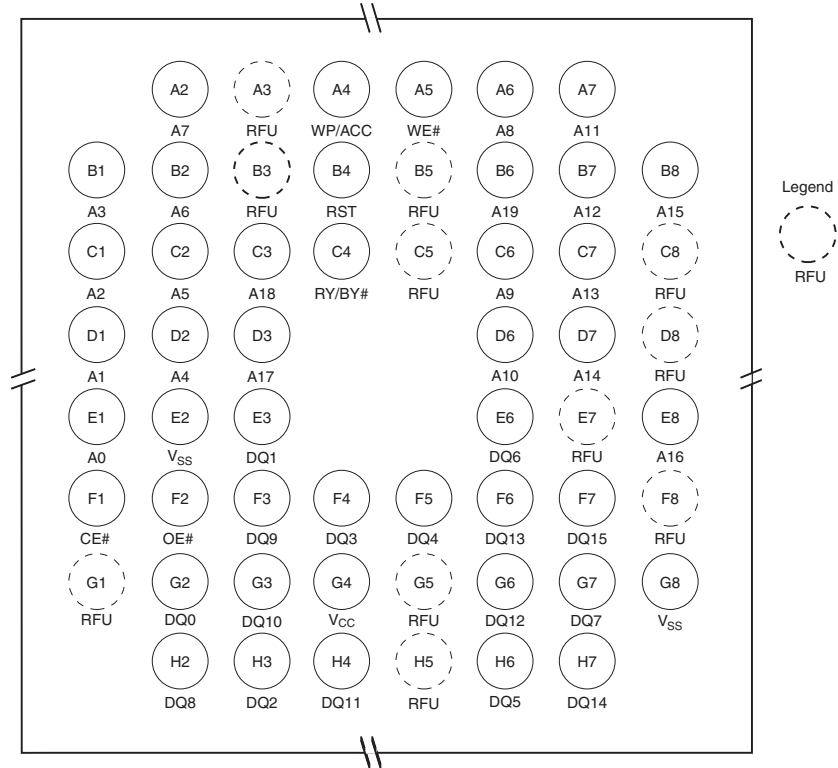 A2 A3 A4 A5 A6 A7
A7 RFU WP/ACC WE# A8 A11
B1 B2 B3 B4 B5 B6 B7 B8
A3 A6 RFU RST RFU A19 A12 A15
Legend
RFU
C1 C2 C3 C4 C5 C6 C7 C8
A2 A5 A18 RY/BY# RFU A9 A13 RFU
D1 D2 D3 D6 D7 D8
A1 A4 A17 A10 A14 RFU
E1 E2 E3 E6 E7 E8
A0 VSS DQ1 DQ6 RFU A16
F1 F2 F3 F4 F5 F6 F7 F8
CE# OE# DQ9 DQ3 DQ4 DQ13 DQ15 RFU
G1 G2 G3 G4 G5 G6 G7 G8
RFU DQ0 DQ10 VCC RFU DQ12 DQ7 VSS
H2 H3 H4 H5 H6 H7
DQ8 DQ2 DQ11 RFU DQ5 DQ14